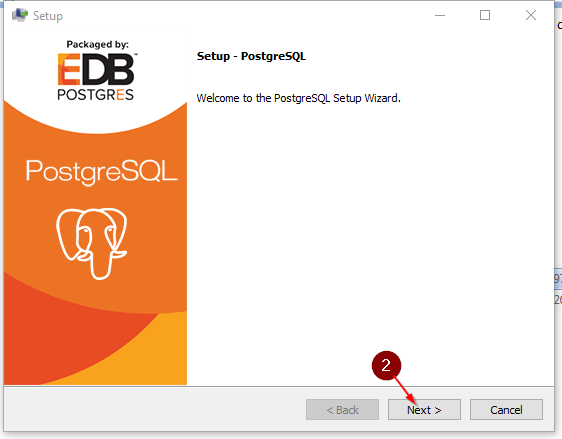 Setup
Packaged by:
EDB
POSTGRES
PostgreSQL
Setup - PostgreSQL
Welcome to the PostgreSQL Setup Wizard.
2
< Back
Next >
Cancel